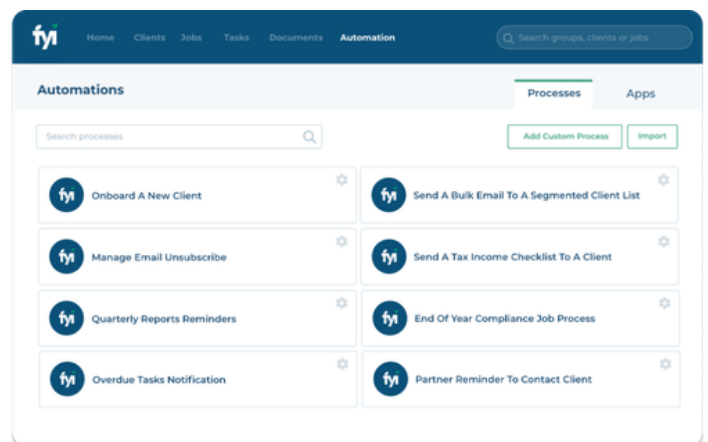 fyi Home Clients Jobs Tasks Documents Automation Search groups, clients or jobs
Automations Processes Apps
Search processes Add Custom Process Import
fyi Onboard A New Client
fyi Send A Bulk Email To A Segmented Client List
fyi Manage Email Unsubscribe
fyi Send A Tax Income Checklist To A Client
fyi Quarterly Reports Reminders
fyi End Of Year Compliance Job Process
fyi Overdue Tasks Notification
fyi Partner Reminder To Contact Client